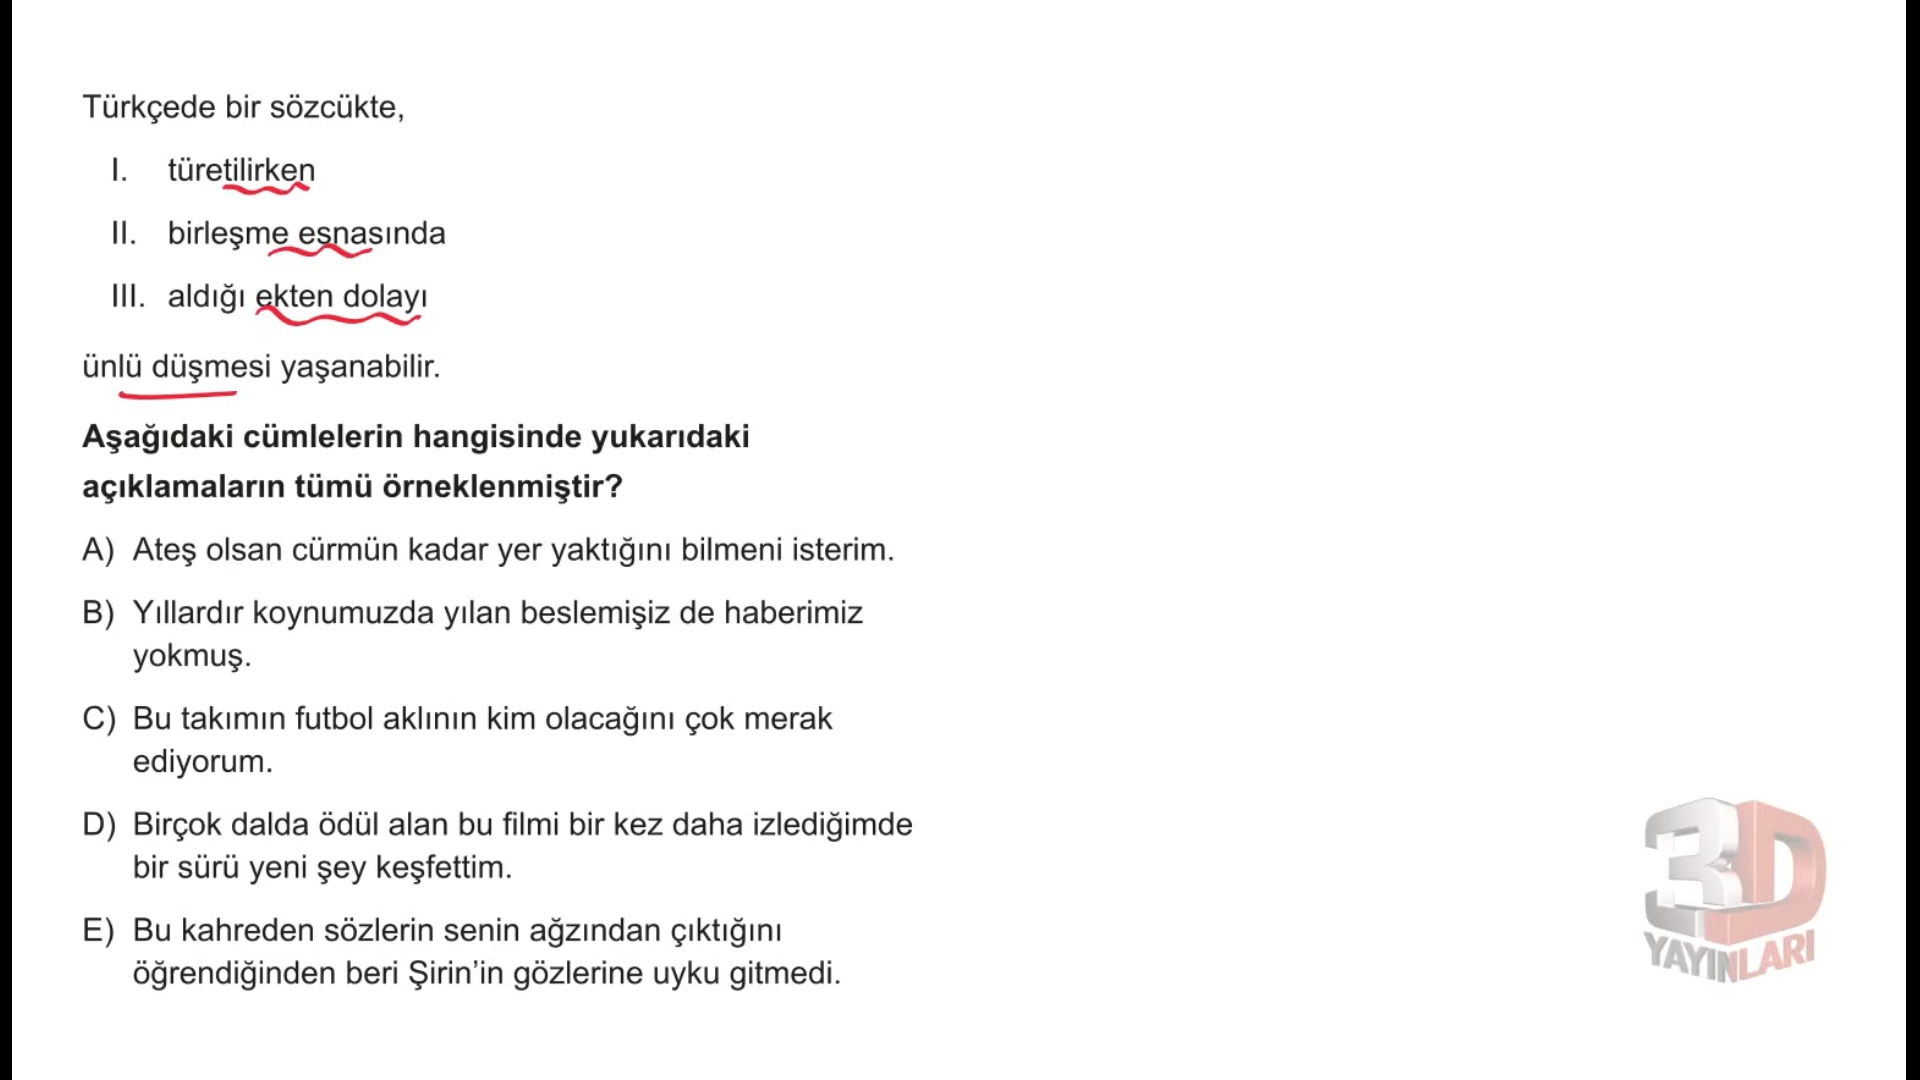 Türkçede bir sözcükte,
I. türetilirken
II. birleşme esnasında
III. aldığı ekten dolayı
ünlü düşmesi yaşanabilir.
Aşağıdaki cümlelerin hangisinde yukarıdaki
açıklamaların tümü örneklenmiştir?
A) Ateş olsan cürmün kadar yer yaktığını bilmeni isterim.
B) Yıllardır koynumuzda yılan beslemişiz de haberimiz
yokmuş.
C) Bu takımın futbol aklının kim olacağını çok merak
ediyorum.
D) Birçok dalda ödül alan bu filmi bir kez daha izlediğimde
bir sürü yeni şey keşfettim.
E) Bu kahreden sözlerin senin ağzından çıktığını
öğrendiğinden beri Şirin’in gözlerine uyku gitmedi.
3D
YAYINLARI